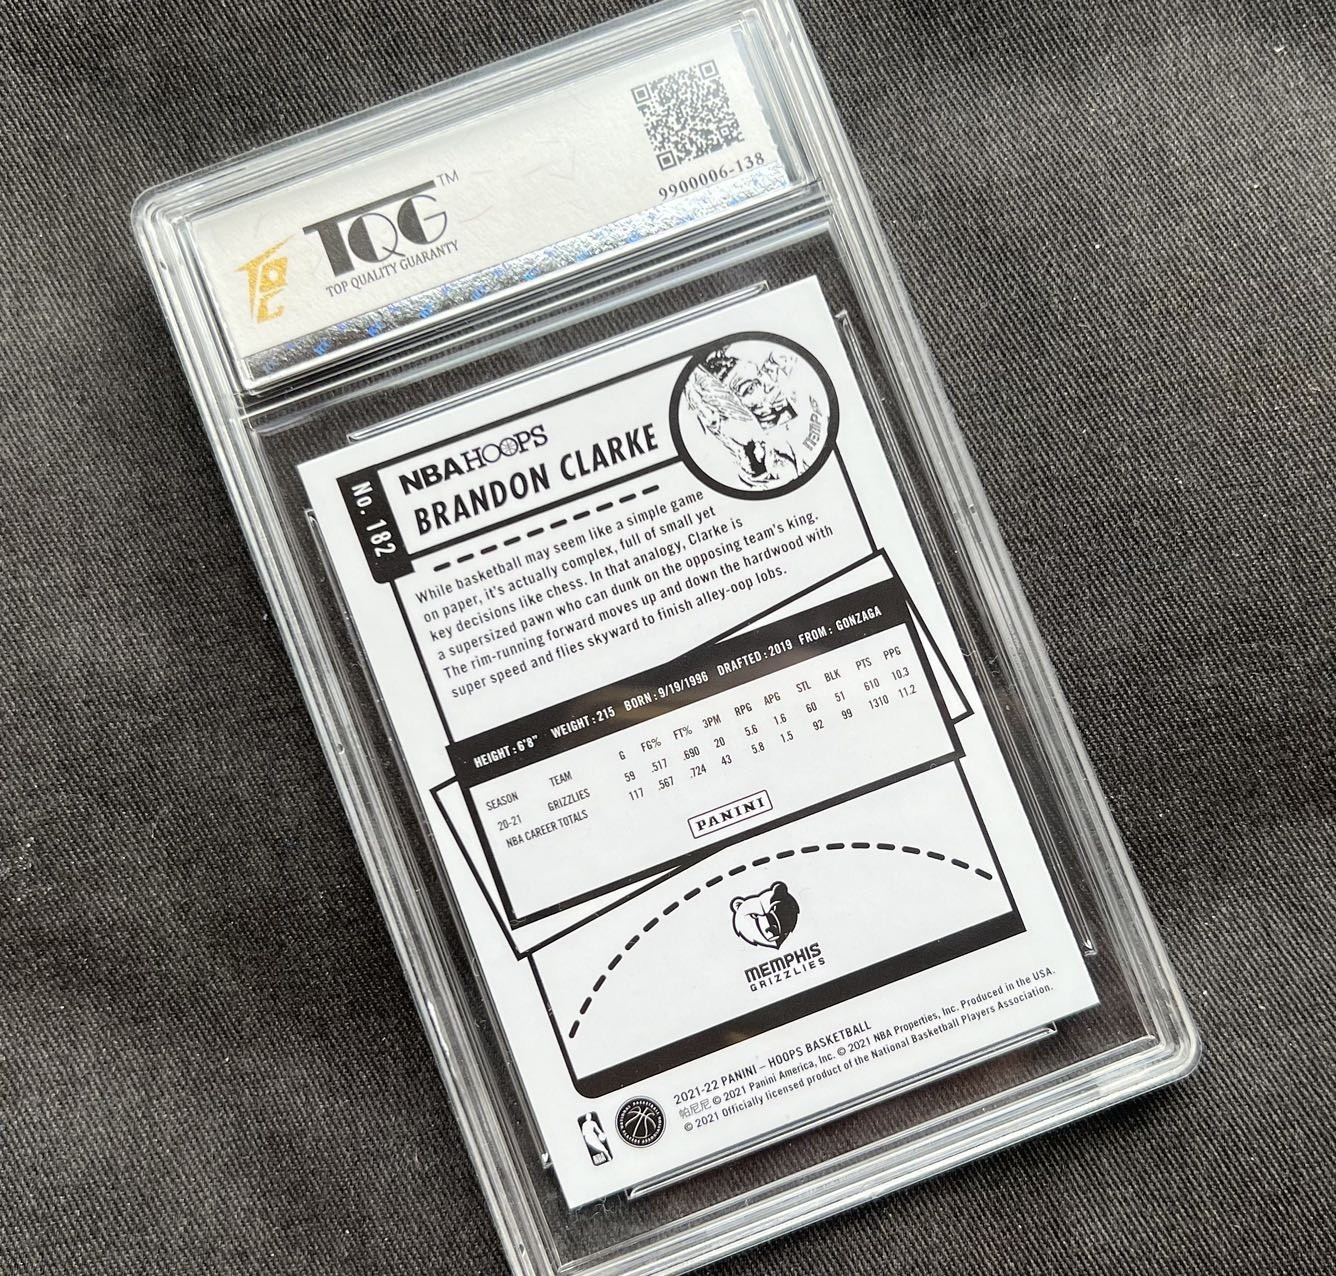 TQG™
TOP QUALITY GUARANTY
9900006-138
No. 182
NBA HOOPS
BRANDON CLARKE
MEMPHIS
While basketball may seem like a simple game
on paper, it's actually complex, full of small yet
key decisions like chess. In that analogy, Clarke is
a supersized pawn who can dunk on the opposing team's king.
The rim-running forward moves up and down the hardwood with
super speed and flies skyward to finish alley-oop lobs.
HEIGHT: 6'8" WEIGHT: 215 BORN: 9/19/1996 DRAFTED: 2019 FROM: GONZAGA
SEASON TEAM G FG% FT% 3PM RPG APG STL BLK PTS PPG
20-21 GRIZZLIES 59 .517 .690 20 5.6 1.6 60 51 610 10.3
NBA CAREER TOTALS 117 .567 .724 43 5.8 1.5 92 99 1310 11.2
PANINI
MEMPHIS
GRIZZLIES
2021-22 PANINI – HOOPS BASKETBALL
帕尼尼 © 2021 Panini America, Inc. © 2021 NBA Properties, Inc. Produced in the USA.
© 2021 Officially licensed product of the National Basketball Players Association.
NBA